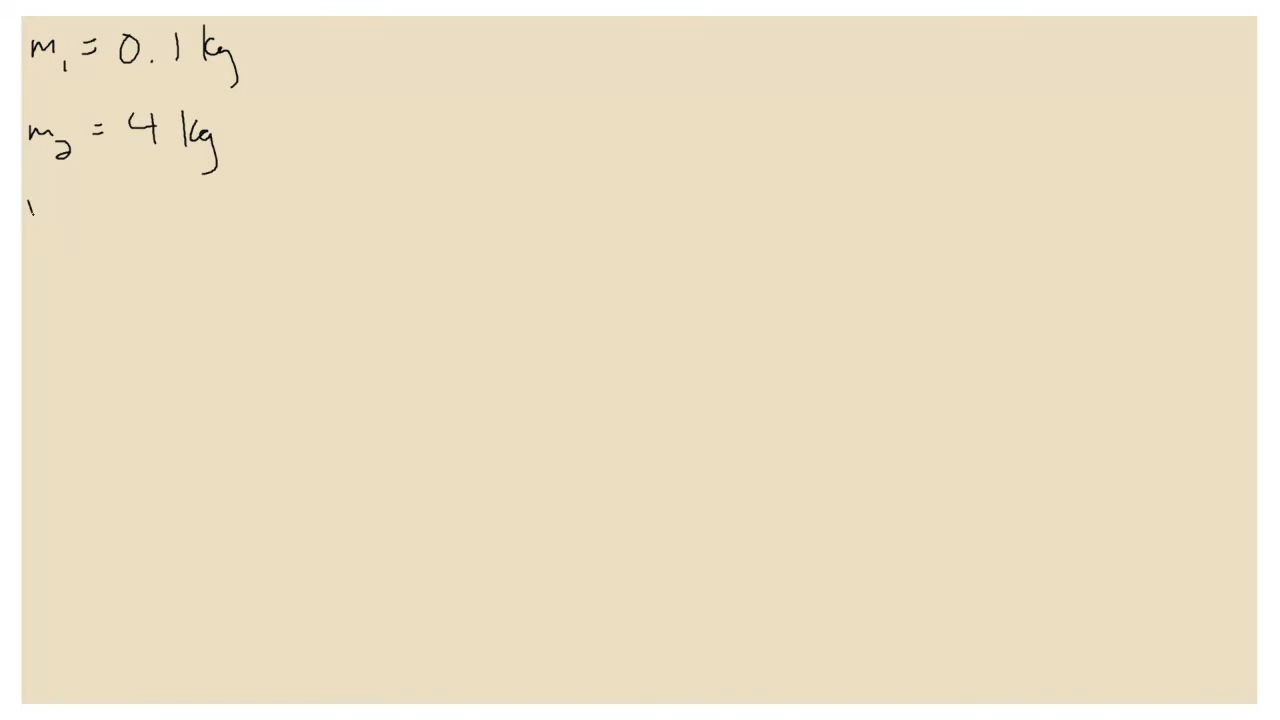 m₁ = 0.1 kg
m₂ = 4 kg